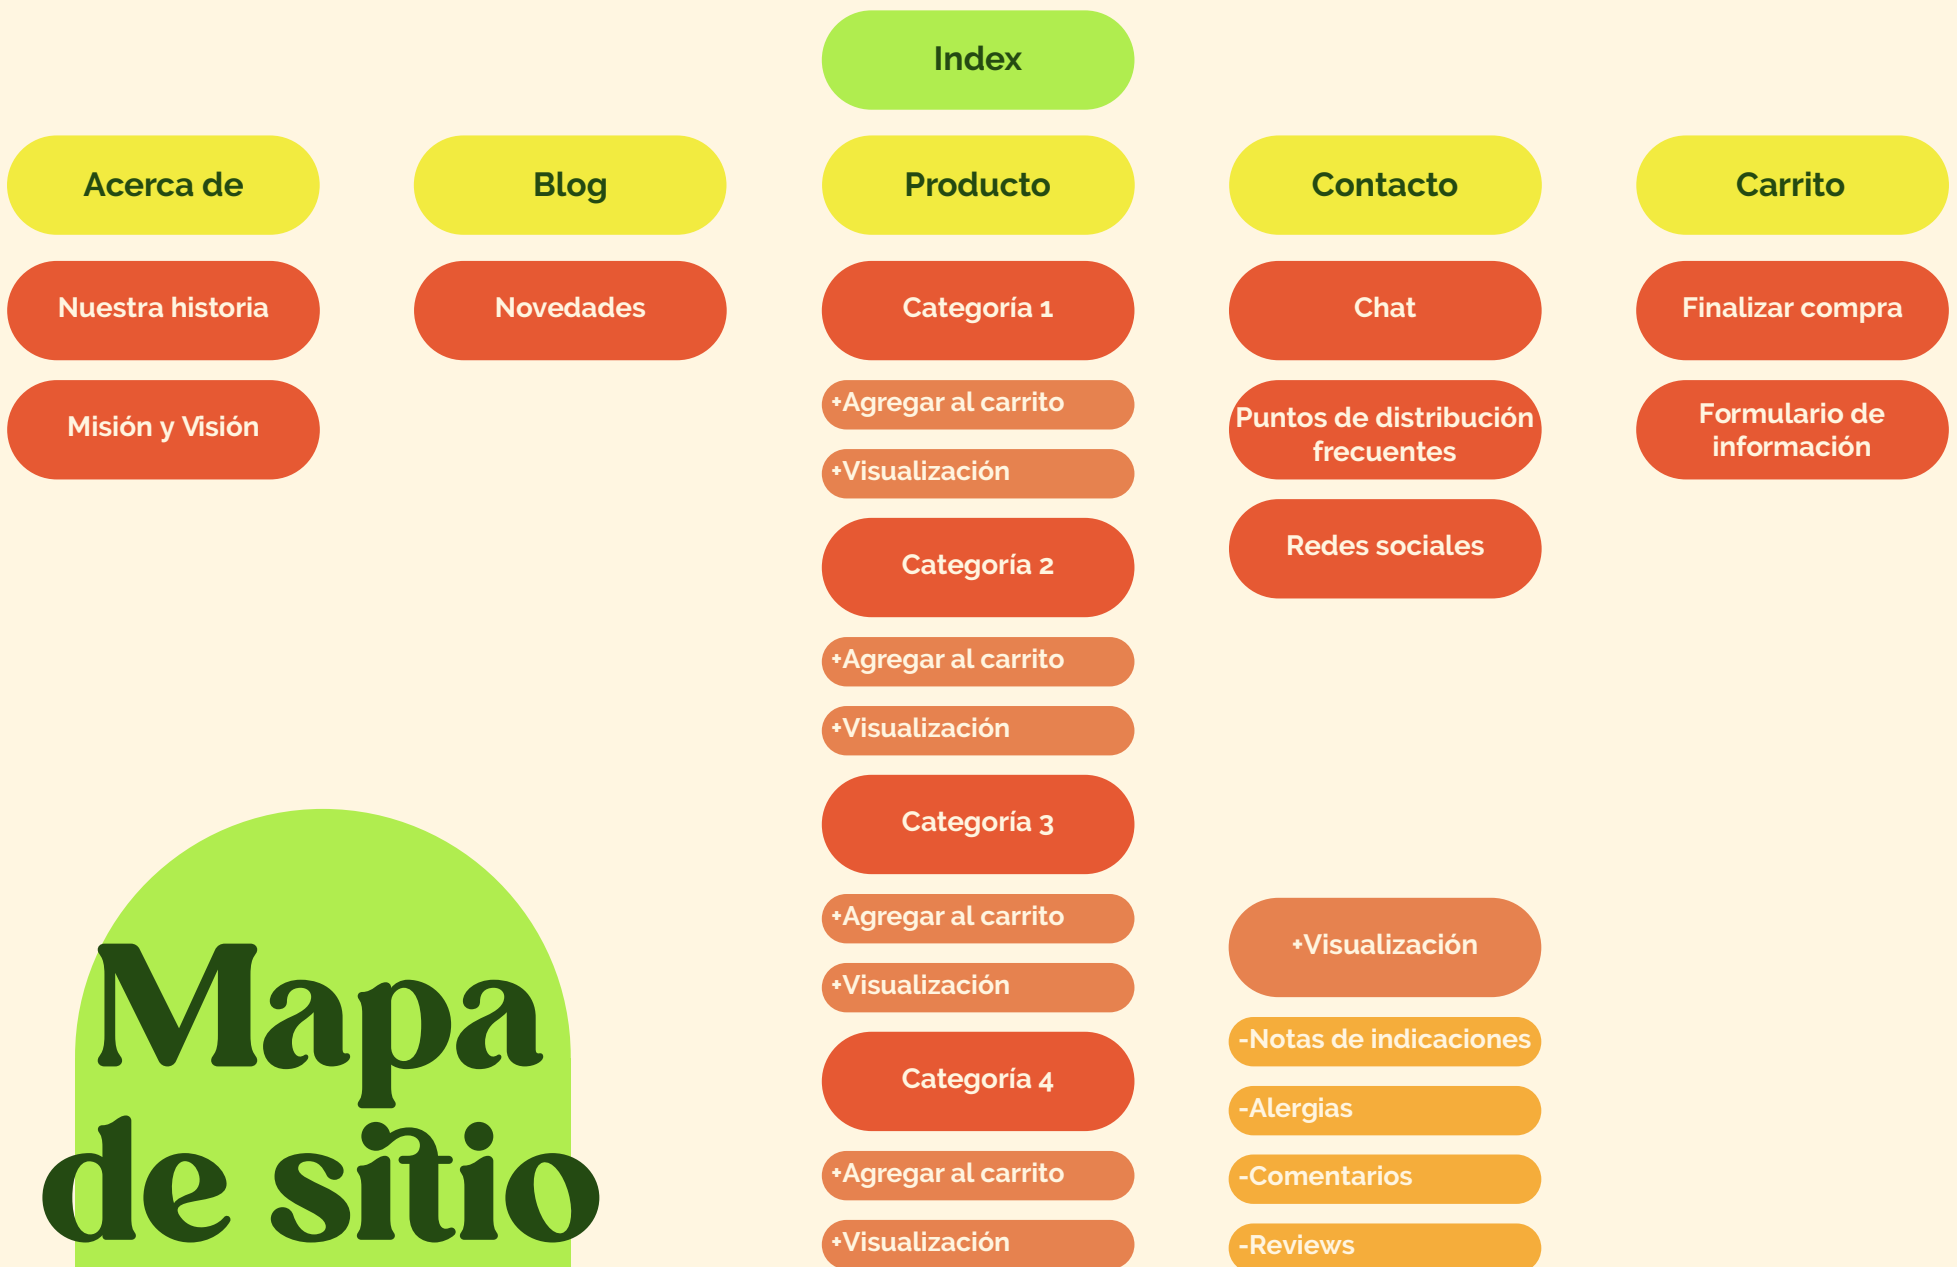 Index
Acerca de
Blog
Producto
Contacto
Carrito
Nuestra historia
Novedades
Categoría 1
Chat
Finalizar compra
Misión y Visión
+Agregar al carrito
Puntos de distribución
frecuentes
Formulario de
información
+Visualización
Redes sociales
Categoría 2
+Agregar al carrito
+Visualización
Categoría 3
+Agregar al carrito
+Visualización
+Visualización
-Notas de indicaciones
Categoría 4
-Alergias
+Agregar al carrito
-Comentarios
+Visualización
-Reviews
Mapa
de sitio